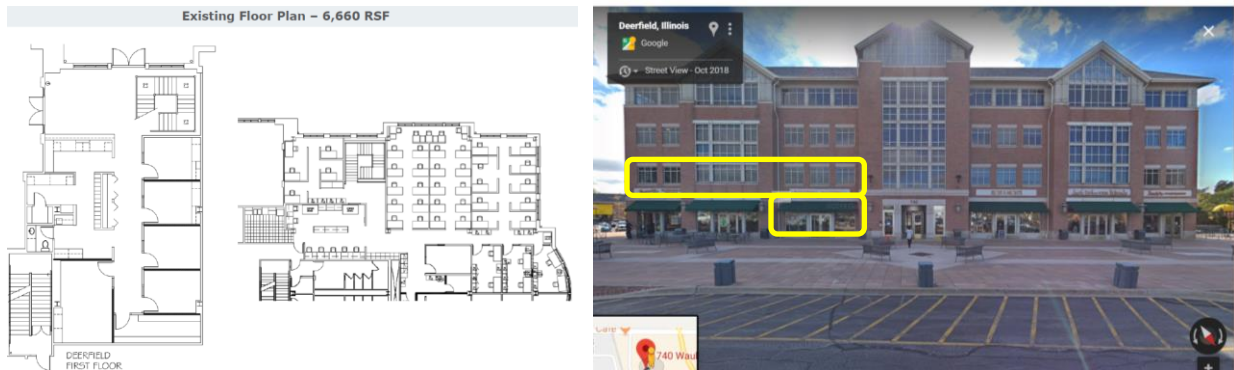 Existing Floor Plan – 6,660 RSF
DEERFIELD
FIRST FLOOR
Deerfield, Illinois
Google
Street View - Oct 2018
740 Wau